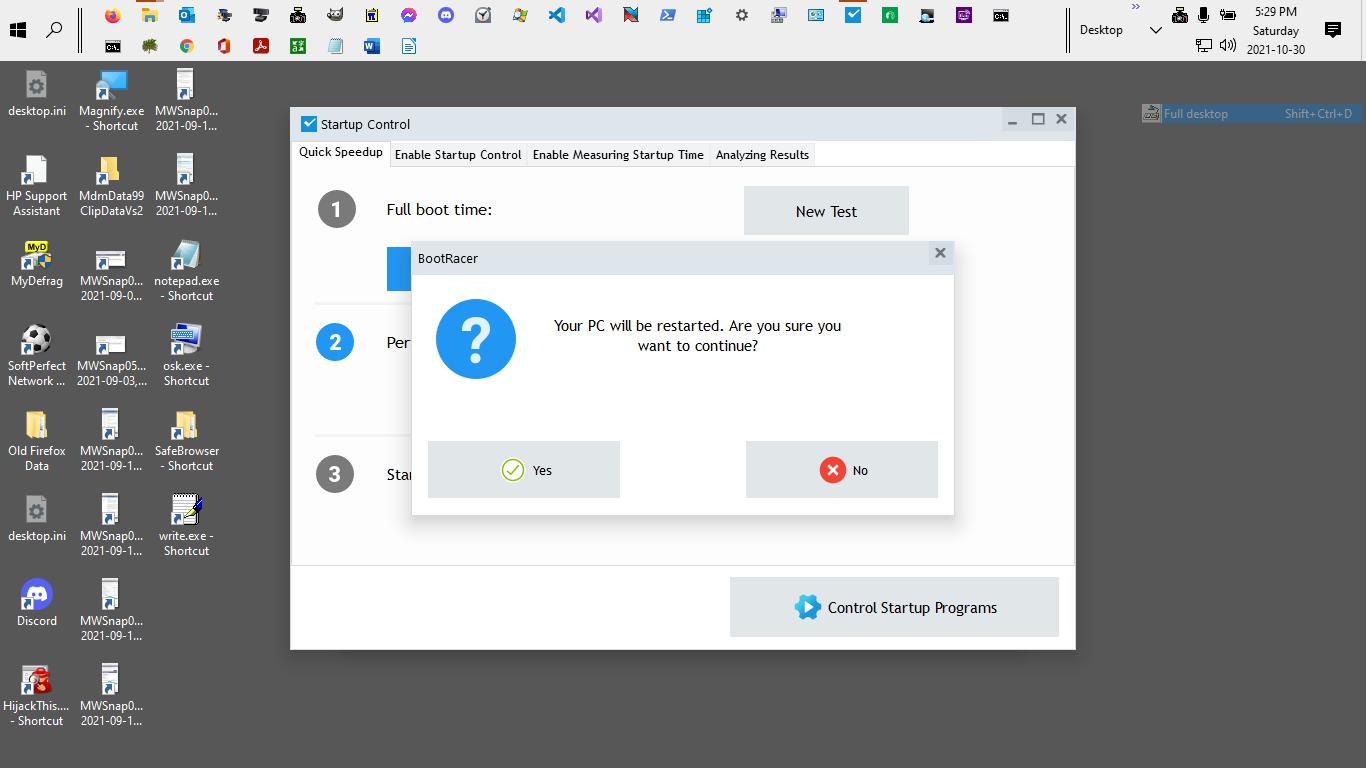 5:29 PM
Saturday
2021-10-30
Desktop
desktop.ini
Magnify.exe
- Shortcut
MWSnap0...
2021-09-1...
HP Support
Assistant
MdmData99
ClipDataVs2
MWSnap0...
2021-09-1...
MyD
MyDefrag
MWSnap0...
2021-09-0...
notepad.exe
- Shortcut
SoftPerfect
Network ...
MWSnap05...
2021-09-03,...
osk.exe -
Shortcut
Old Firefox
Data
MWSnap0...
2021-09-1...
SafeBrowser
- Shortcut
desktop.ini
MWSnap0...
2021-09-1...
write.exe -
Shortcut
Discord
MWSnap0...
2021-09-1...
HijackThis....
- Shortcut
MWSnap0...
2021-09-1...
Full desktop Shift+Ctrl+D
Startup Control
Quick Speedup Enable Startup Control Enable Measuring Startup Time Analyzing Results
1 Full boot time: New Test
2 Per
3 Star
BootRacer
Your PC will be restarted. Are you sure you
want to continue?
Yes No
Control Startup Programs